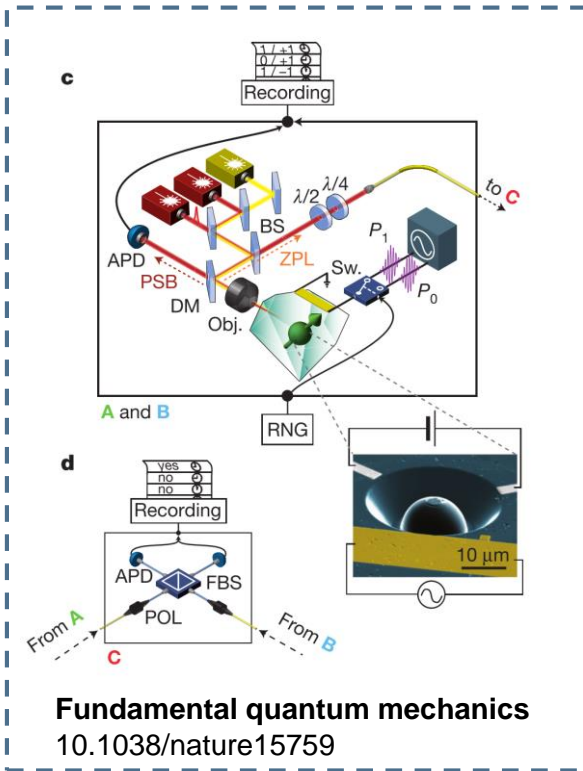 c
1/+1
0/+1
1/−1
Recording
λ/2
λ/4
to C
BS
APD
ZPL
P1
PSB
Sw.
DM
P0
Obj.
A and B
RNG
d
yes
no
no
Recording
10 μm
APD
FBS
POL
From A
From B
C
Fundamental quantum mechanics
10.1038/nature15759